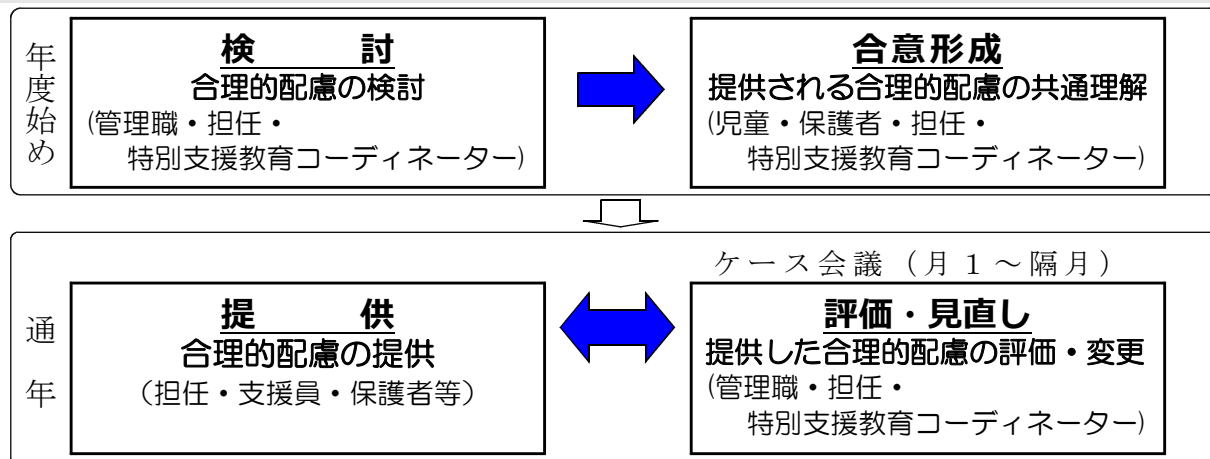 年度始め
検　　討
合理的配慮の検討
(管理職・担任・
特別支援教育コーディネーター)
合意形成
提供される合理的配慮の共通理解
(児童・保護者・担任・
特別支援教育コーディネーター)
通年
ケース会議（月１～隔月）
提　　供
合理的配慮の提供
（担任・支援員・保護者等）
評価・見直し
提供した合理的配慮の評価・変更
(管理職・担任・
特別支援教育コーディネーター)